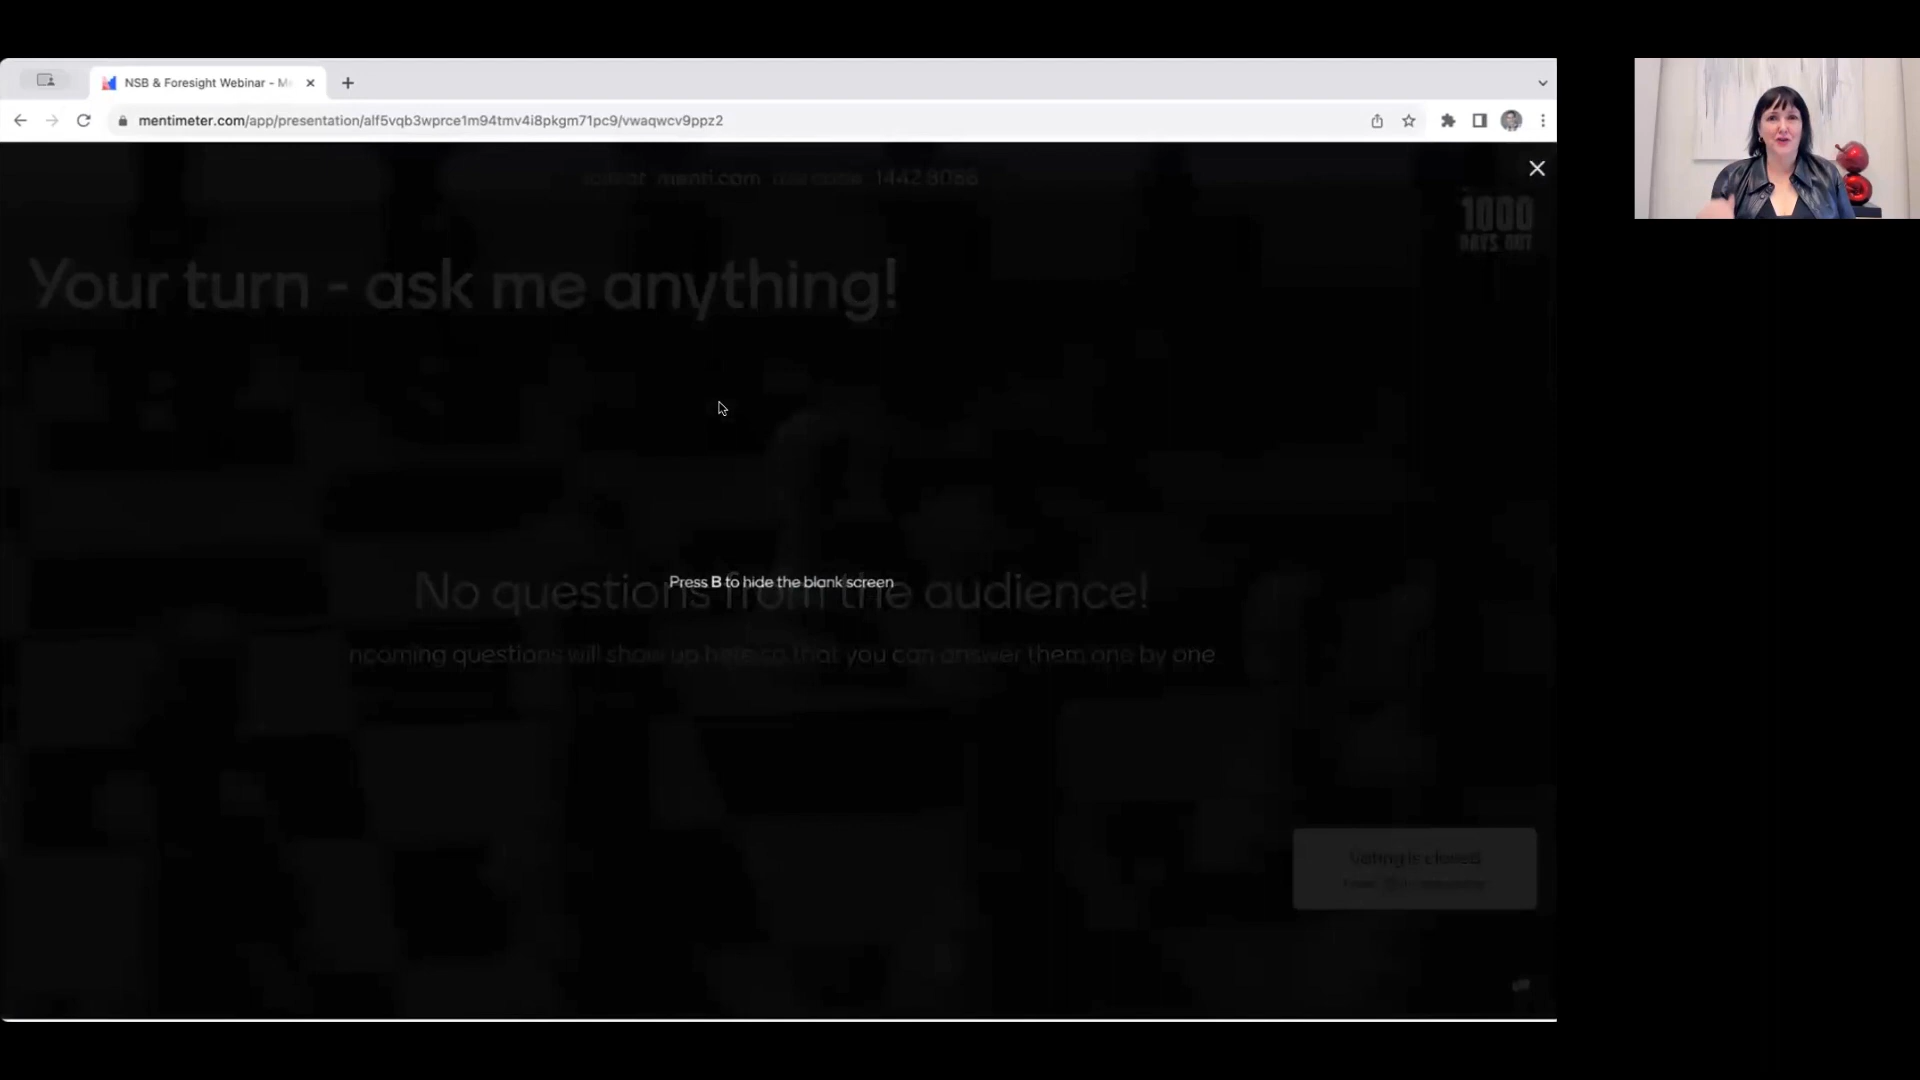 NSB & Foresight Webinar - Me
mentimeter.com/app/presentation/alf5vqb3wprce1m94tmv4i8pkgm71pc9/vwaqwcv9ppz2
menti.com 1442 8088
1000
DAYS OUT
Your turn - ask me anything!
Press B to hide the blank screen
No questions from the audience!
ncoming questions will show up here so that you can answer them one by one
Voting is closed